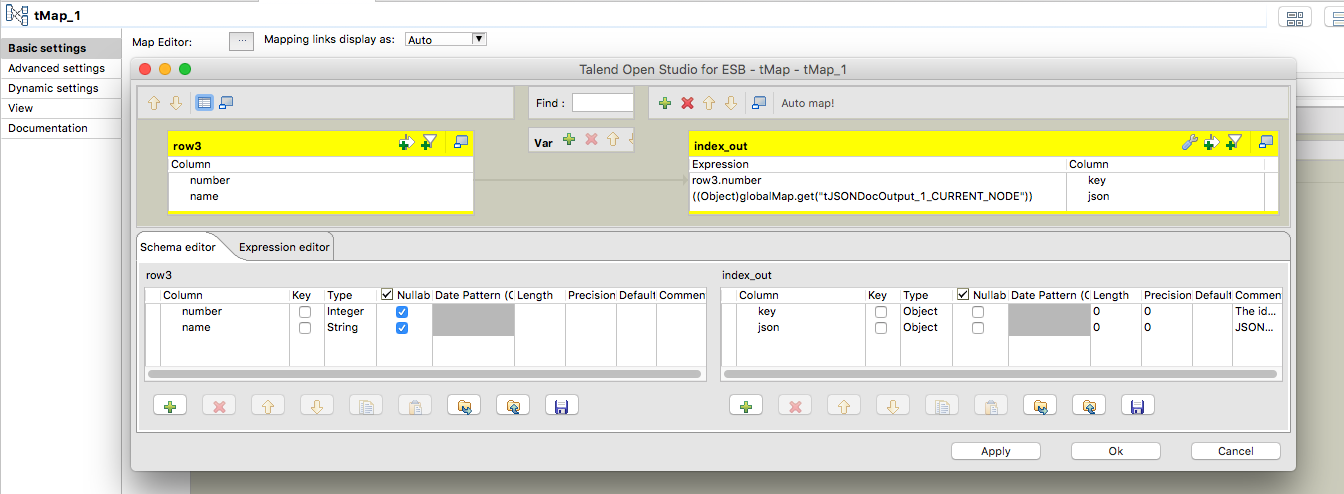 tMap_1
Map Editor:
...
Mapping links display as:
Auto
Basic settings
Advanced settings
Dynamic settings
View
Documentation
Talend Open Studio for ESB - tMap - tMap_1
Find :
Auto map!
row3
Var
index_out
Column
Expression
Column
number
row3.number
key
name
((Object)globalMap.get("tJSONDocOutput_1_CURRENT_NODE"))
json
Schema editor
Expression editor
row3
index_out
Column Key Type Nullab Date Pattern (C Length Precision Default Commen
number Integer
name String
Column Key Type Nullab Date Pattern (C Length Precision Default Comme
key Object 0 0 The id...
json Object 0 0 JSON...
Apply
Ok
Cancel